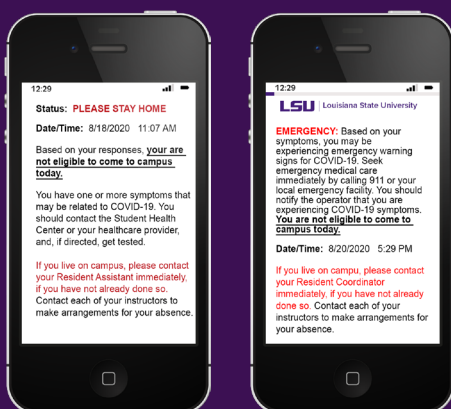 12:29
Status: PLEASE STAY HOME
Date/Time: 8/18/2020 11:07 AM
Based on your responses, your are
not eligible to come to campus
today.
You have one or more symptoms that
may be related to COVID-19. You
should contact the Student Health
Center or your healthcare provider,
and, if directed, get tested.
If you live on campus, please contact
your Resident Assistant immediately,
if you have not already done so.
Contact each of your instructors to
make arrangements for your absence.
12:29
LSU | Louisiana State University
EMERGENCY: Based on your
symptoms, you may be
experiencing emergency warning
signs for COVID-19. Seek
emergency medical care
immediately by calling 911 or your
local emergency facility. You should
notify the operator that you are
experiencing COVID-19 symptoms.
You are not eligible to come to
campus today.
Date/Time: 8/20/2020 5:29 PM
If you live on campu, please contact
your Resident Coordinator
immediately, if you have not already
done so. Contact each of your
instructors to make arrangements for
your absence.